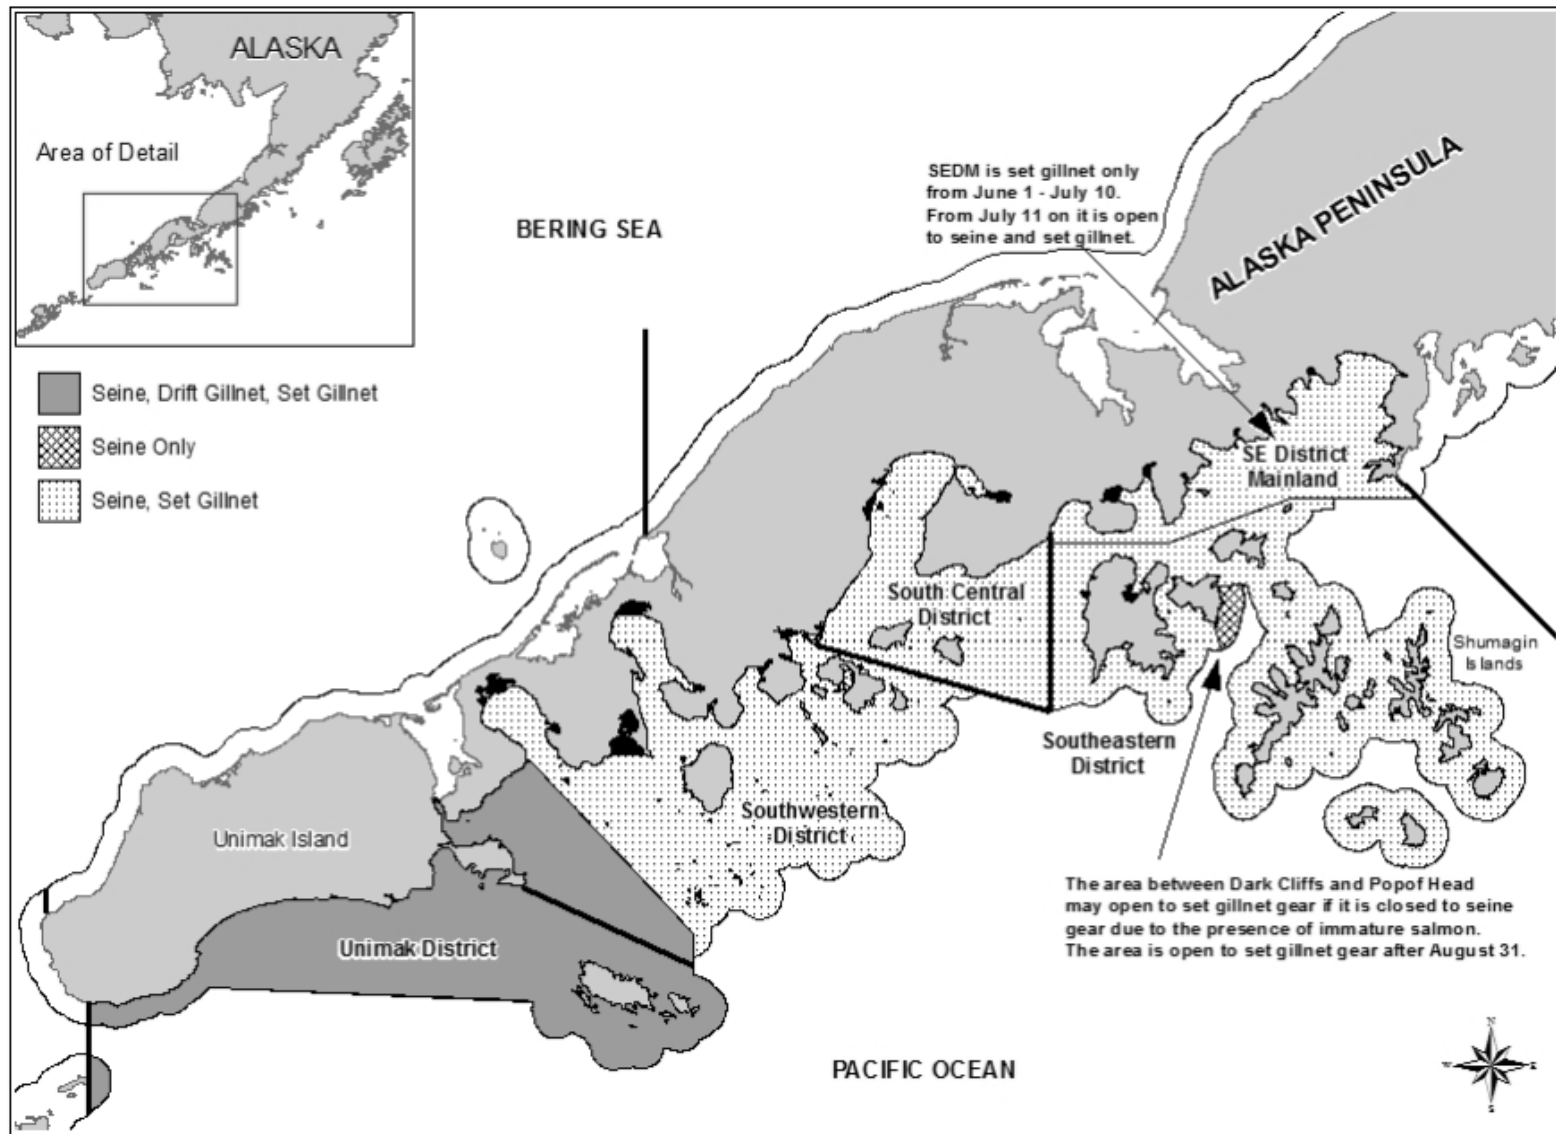 ALASKA
Area of Detail
Seine, Drift Gillnet, Set Gillnet
Seine Only
Seine, Set Gillnet
BERING SEA
SEDM is set gillnet only
from June 1 - July 10.
From July 11 on it is open
to seine and set gillnet.
ALASKA PENINSULA
SE District
Mainland
South Central
District
Shumagin
Islands
Southeastern
District
Southwestern
District
Unimak Island
Unimak District
The area between Dark Cliffs and Popof Head
may open to set gillnet gear if it is closed to seine
gear due to the presence of immature salmon.
The area is open to set gillnet gear after August 31.
PACIFIC OCEAN
N
W
E
S